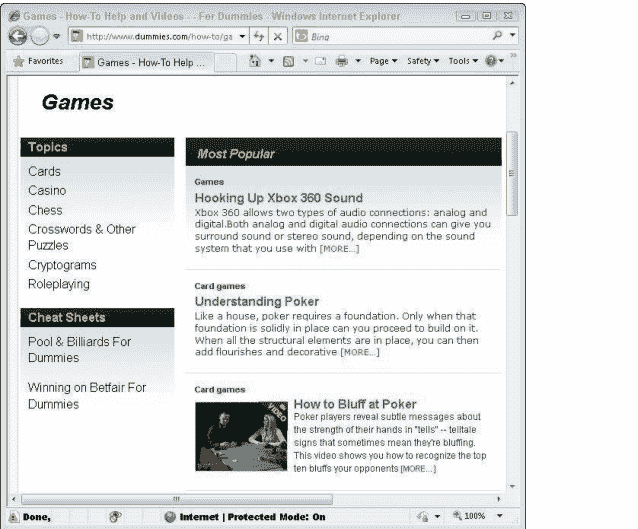 Games - How-To Help and Videos - - For Dummies - Windows Internet Explorer
http://www.dummies.com/how-to/ga
Bing
Favorites
Games - How-To Help ...
Page
Safety
Tools
Games
Topics
Cards
Casino
Chess
Crosswords & Other
Puzzles
Cryptograms
Roleplaying
Cheat Sheets
Pool & Billiards For
Dummies
Winning on Betfair For
Dummies
Most Popular
Games
Hooking Up Xbox 360 Sound
Xbox 360 allows two types of audio connections: analog and
digital.Both analog and digital audio connections can give you
surround sound or stereo sound, depending on the sound
system that you use with [MORE...]
Card games
Understanding Poker
Like a house, poker requires a foundation. Only when that
foundation is solidly in place can you proceed to build on it.
When all the structural elements are in place, you can then
add flourishes and decorative [MORE...]
Card games
VIDEO
How to Bluff at Poker
Poker players reveal subtle messages about
the strength of their hands in "tells" -- telltale
signs that sometimes mean they're bluffing.
This video shows you how to recognize the top
ten bluffs your opponents [MORE...]
Done,
Internet | Protected Mode: On
100%